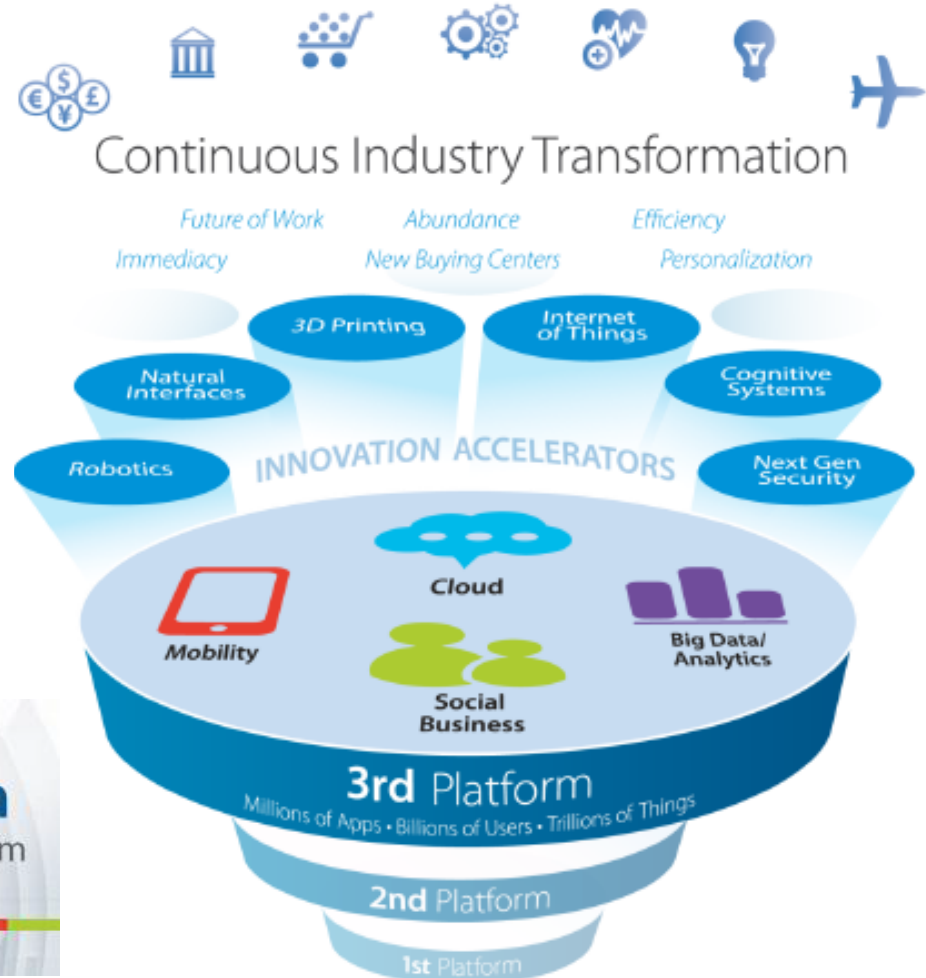 $
€ £
¥
Continuous Industry Transformation
Future of Work Abundance Efficiency
Immediacy New Buying Centers Personalization
3D Printing
Internet
of Things
Natural
Interfaces
Cognitive
Systems
INNOVATION ACCELERATORS
Robotics
Next Gen
Security
Cloud
Mobility
Big Data/
Analytics
Social
Business
3rd Platform
Millions of Apps • Billions of Users • Trillions of Things
2nd Platform
1st Platform